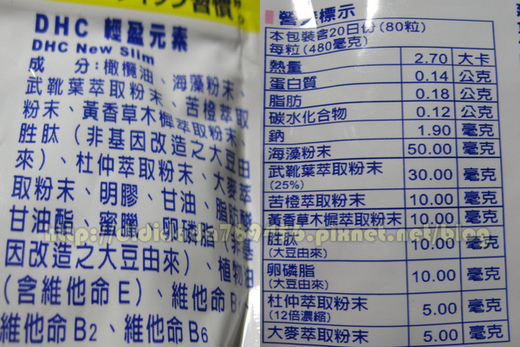 DHC 輕盈元素
DHC New Slim
成 分:橄欖油、海藻粉末、
武靴葉萃取粉末、苦橙萃取
粉末、黃香草木樨萃取粉末、
胜肽(非基因改造之大豆由
來)、杜仲萃取粉末、大麥萃
取粉末、明膠、甘油、脂肪酸
甘油酯、蜜臘、卵磷脂(非基
因改造之大豆由來)、植物油
(含維他命E)、維他命B
維他命B2、維他命B6
營養標示
本包裝含20日份(80粒)
每粒(480毫克)
熱量 2.70 大卡
蛋白質 0.14 公克
脂肪 0.18 公克
碳水化合物 0.12 公克
鈉 1.90 毫克
海藻粉末 50.00 毫克
武靴葉萃取粉末 30.00 毫克
(25%)
苦橙萃取粉末 10.00 毫克
黃香草木樨萃取粉末 10.00 毫克
胜肽 10.00 毫克
(大豆由來)
卵磷脂 10.00 毫克
(大豆由來)
杜仲萃取粉末 5.00 毫克
(12倍濃縮)
大麥萃取粉末 5.00 毫克